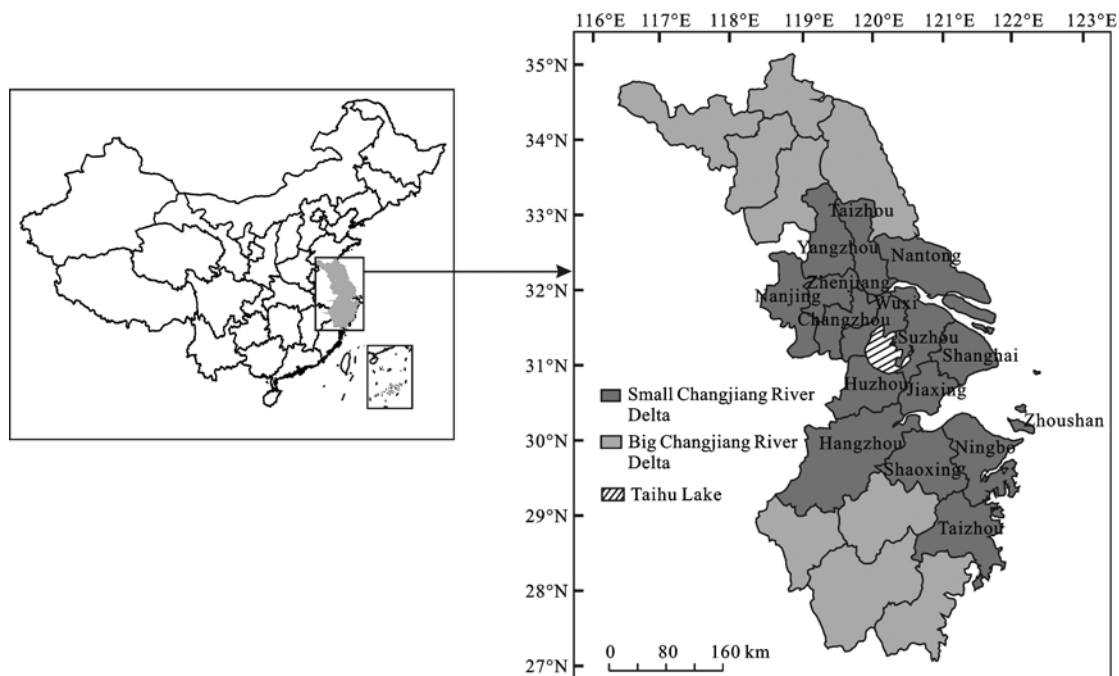 116°E 117°E 118°E 119°E 120°E 121°E 122°E 123°E
35°N
34°N
33°N
32°N
31°N
30°N
29°N
28°N
27°N
Taizhou
Yangzhou
Nantong
Zhenjiang
Nanjing
Wuxi
Changzhou
Suzhou
Shanghai
Huzhou
Jiaxing
Zhoushan
Hangzhou
Ningbo
Shaoxing
Taizhou
Small Changjiang River
Delta
Big Changjiang River
Delta
Taihu Lake
0 80 160 km